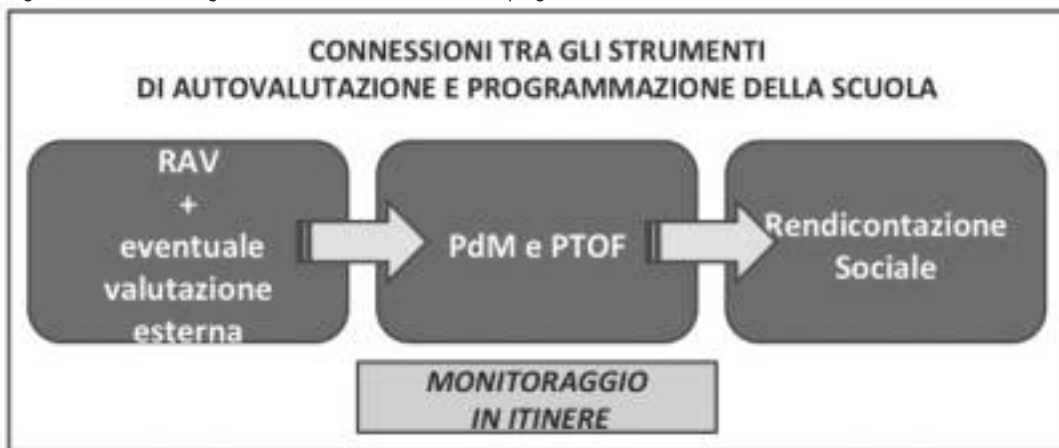 CONNESSIONI TRA GLI STRUMENTI
DI AUTOVALUTAZIONE E PROGRAMMAZIONE DELLA SCUOLA
RAV
+
eventuale
valutazione
esterna
PdM e PTOF
Rendicontazione
Sociale
MONITORAGGIO
IN ITINERE